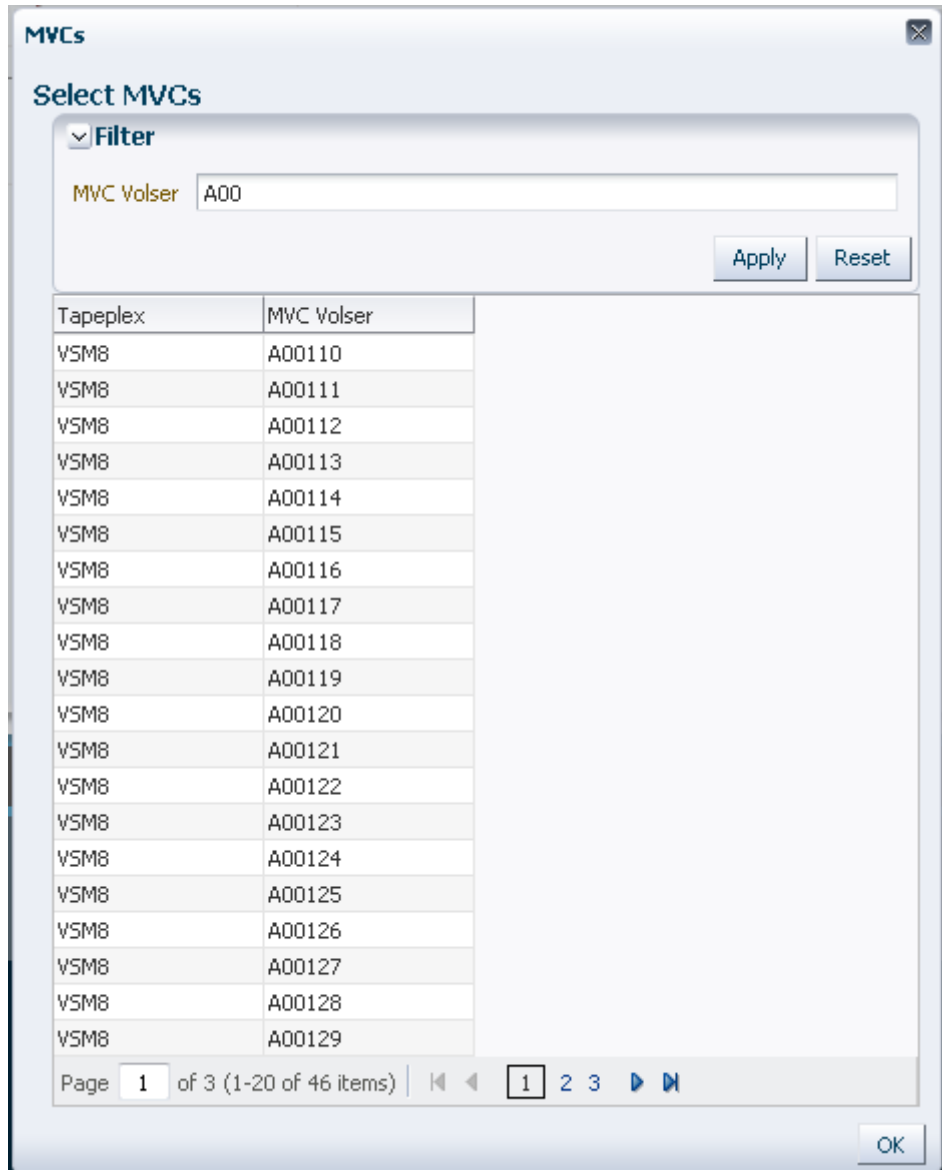 MVCs
Select MVCs
Filter
MVC Volser A00
Apply Reset
Tapeplex MVC Volser
VSM8 A00110
VSM8 A00111
VSM8 A00112
VSM8 A00113
VSM8 A00114
VSM8 A00115
VSM8 A00116
VSM8 A00117
VSM8 A00118
VSM8 A00119
VSM8 A00120
VSM8 A00121
VSM8 A00122
VSM8 A00123
VSM8 A00124
VSM8 A00125
VSM8 A00126
VSM8 A00127
VSM8 A00128
VSM8 A00129
Page 1 of 3 (1-20 of 46 items) 1 2 3
OK